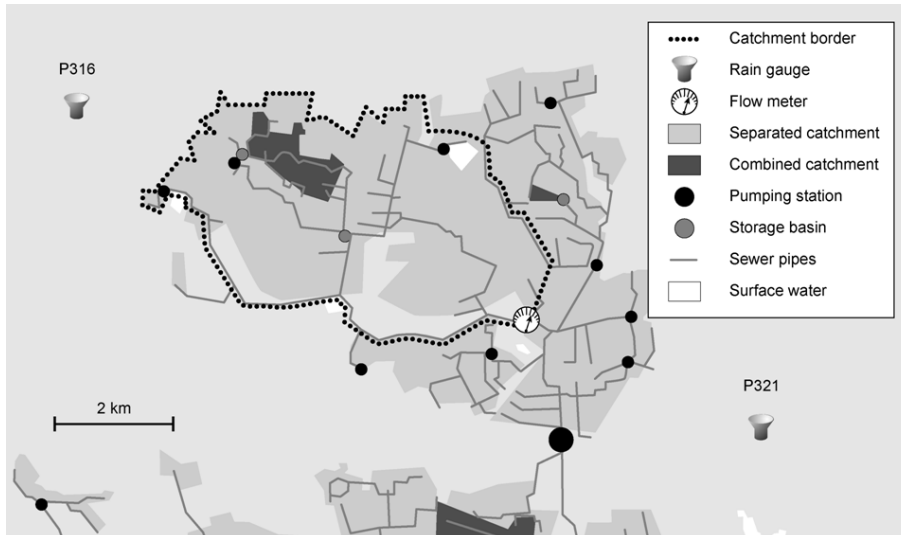 P316
Catchment border
Rain gauge
Flow meter
Separated catchment
Combined catchment
Pumping station
Storage basin
Sewer pipes
Surface water
P321
2 km